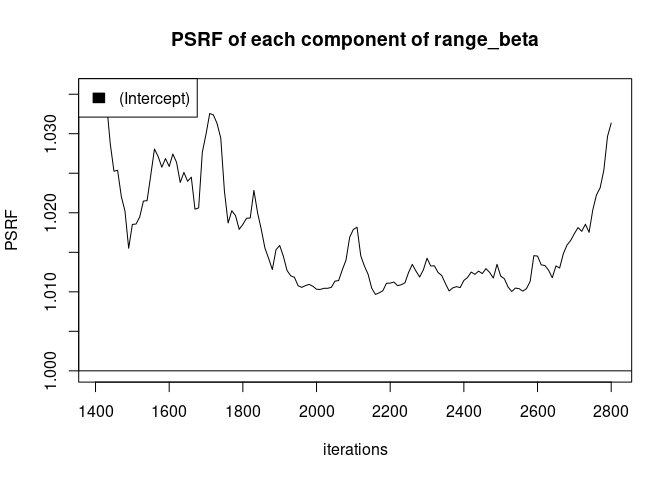 PSRF of each component of range_beta
(Intercept)
PSRF
1.030
1.020
1.010
1.000
1400 1600 1800 2000 2200 2400 2600 2800
iterations